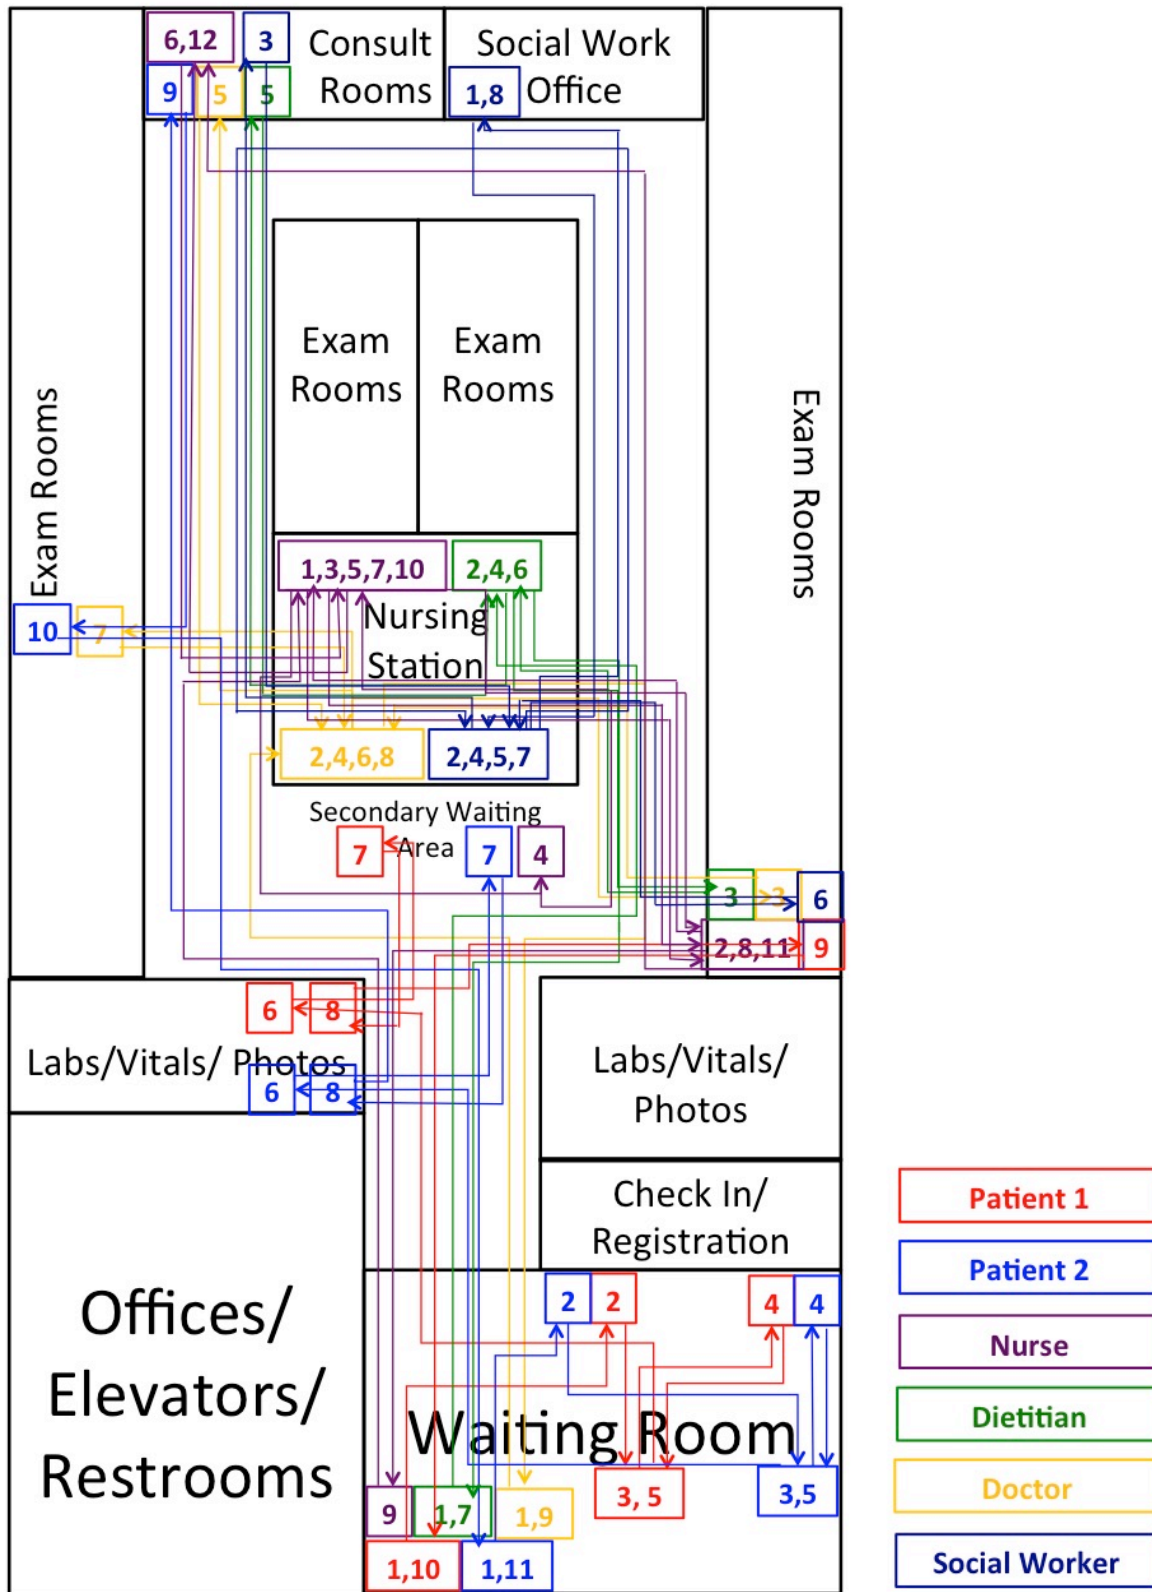 6,12
3
Consult
Rooms
9
5
5
Social Work
Office
1,8
Exam Rooms
Exam
Rooms
Exam
Rooms
Exam Rooms
1,3,5,7,10
2,4,6
Nursing
Station
10
7
2,4,6,8
2,4,5,7
Secondary Waiting
Area
7
7
4
3
3
6
2,8,11
9
6
8
Labs/Vitals/ Photos
6
8
Labs/Vitals/
Photos
Check In/
Registration
Offices/
Elevators/
Restrooms
2
2
4
4
Waiting Room
3, 5
3,5
9
1,7
1,9
1,10
1,11
Patient 1
Patient 2
Nurse
Dietitian
Doctor
Social Worker